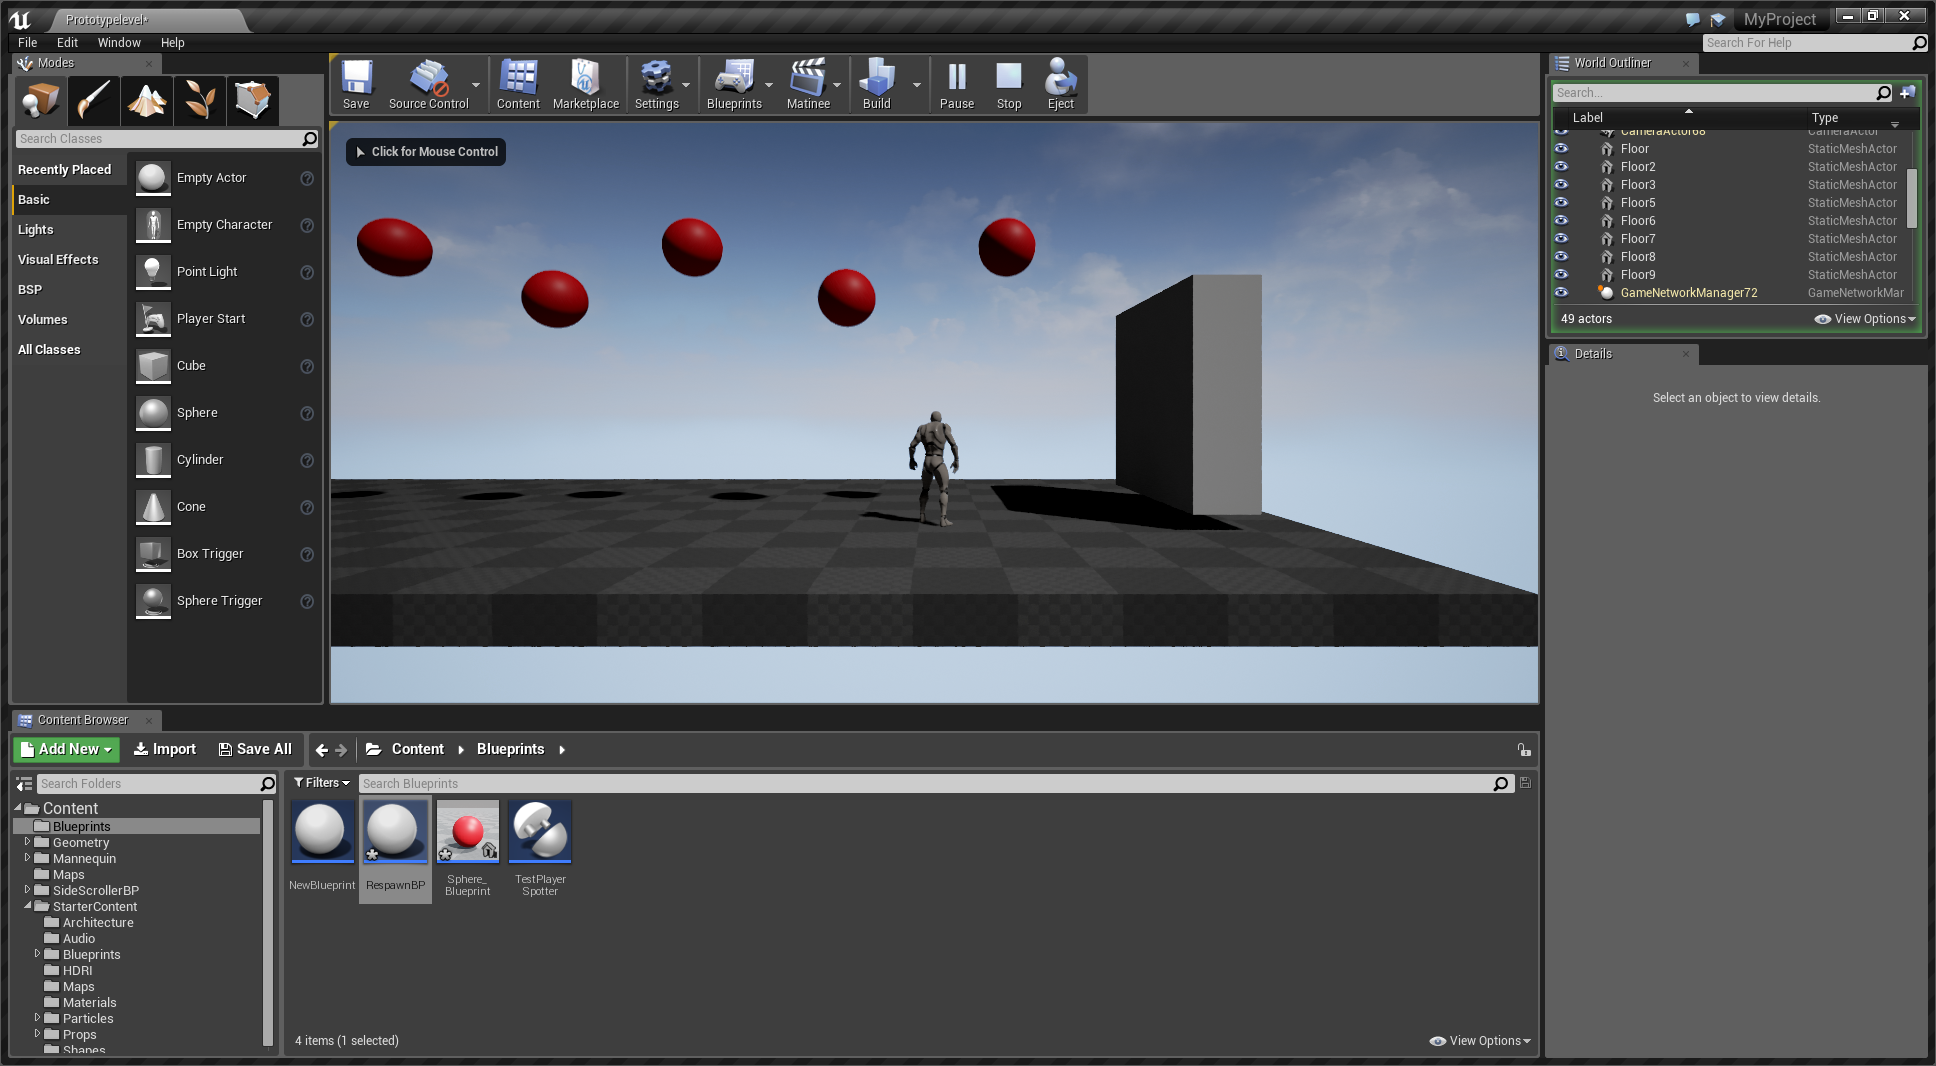 Prototypelevel*
MyProject
File Edit Window Help
Search For Help
Modes
Search Classes
Recently Placed
Basic
Lights
Visual Effects
BSP
Volumes
All Classes
Empty Actor
Empty Character
Point Light
Player Start
Cube
Sphere
Cylinder
Cone
Box Trigger
Sphere Trigger
Save Source Control Content Marketplace Settings Blueprints Matinee Build Pause Stop Eject
Click for Mouse Control
World Outliner
Search...
Label Type
CameraActor68 CameraActor
Floor StaticMeshActor
Floor2 StaticMeshActor
Floor3 StaticMeshActor
Floor5 StaticMeshActor
Floor6 StaticMeshActor
Floor7 StaticMeshActor
Floor8 StaticMeshActor
Floor9 StaticMeshActor
GameNetworkManager72 GameNetworkMar
49 actors View Options
Details
Select an object to view details.
Content Browser
Add New Import Save All Content Blueprints
Search Folders
Content
Blueprints
Geometry
Mannequin
Maps
SideScrollerBP
StarterContent
Architecture
Audio
Blueprints
HDRI
Maps
Materials
Particles
Props
Shapes
Filters Search Blueprints
NewBlueprint
RespawnBP
Sphere_
Blueprint
TestPlayer
Spotter
4 items (1 selected) View Options